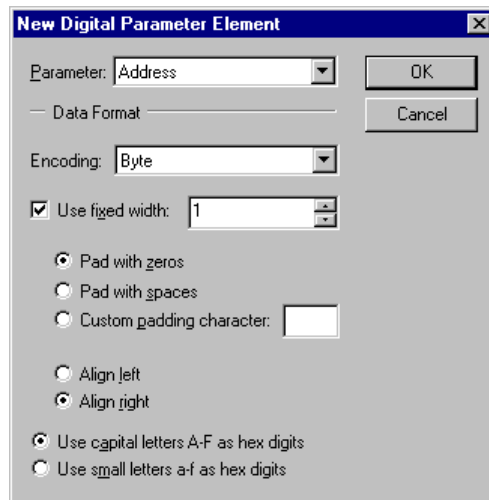 New Digital Parameter Element
Parameter: Address
OK
Data Format
Cancel
Encoding: Byte
Use fixed width: 1
Pad with zeros
Pad with spaces
Custom padding character:
Align left
Align right
Use capital letters A-F as hex digits
Use small letters a-f as hex digits